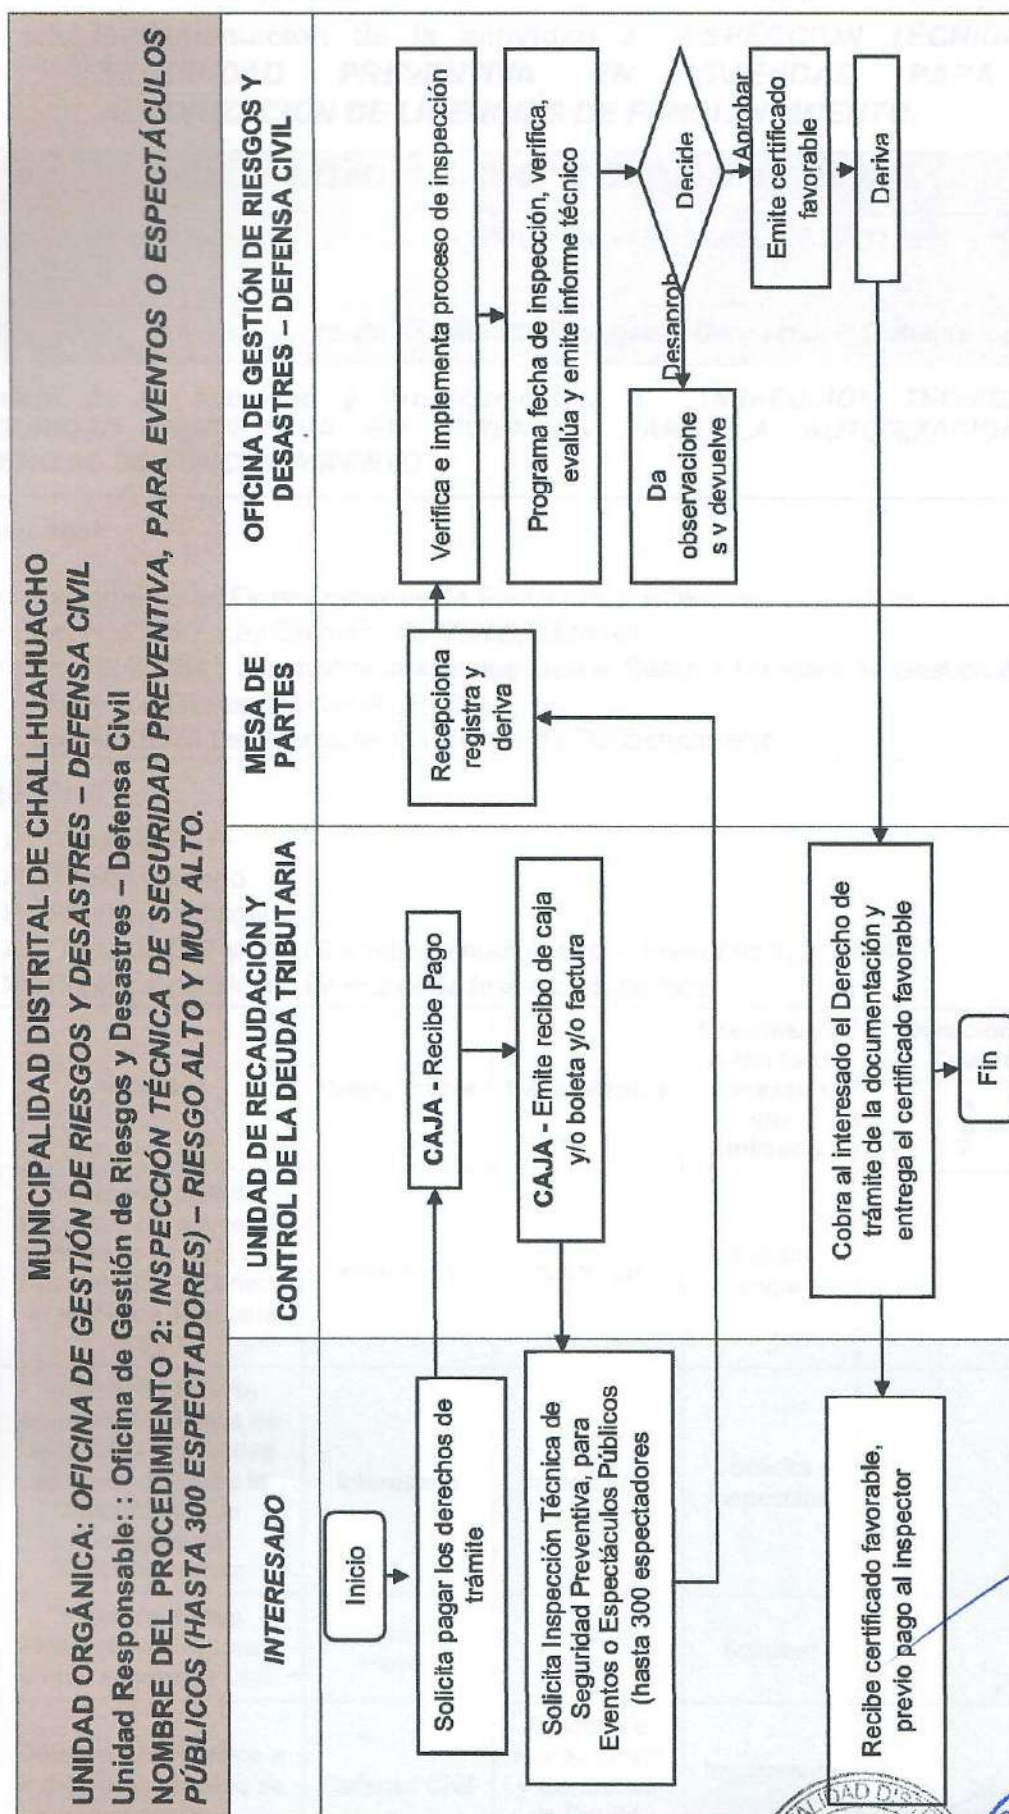 MUNICIPALIDAD DISTRITAL DE CHALLHUAHUACHO
UNIDAD ORGÁNICA: OFICINA DE GESTIÓN DE RIESGOS Y DESASTRES – DEFENSA CIVIL
Unidad Responsable: : Oficina de Gestión de Riesgos y Desastres – Defensa Civil
NOMBRE DEL PROCEDIMIENTO 2: INSPECCIÓN TÉCNICA DE SEGURIDAD PREVENTIVA, PARA EVENTOS O ESPECTÁCULOS
PÚBLICOS (HASTA 300 ESPECTADORES) – RIESGO ALTO Y MUY ALTO.
INTERESADO
UNIDAD DE RECAUDACIÓN Y
CONTROL DE LA DEUDA TRIBUTARIA
MESA DE
PARTES
OFICINA DE GESTIÓN DE RIESGOS Y
DESASTRES – DEFENSA CIVIL
Inicio
Solicita pagar los derechos de
trámite
CAJA: Recibe Pago
CAJA - Emite recibo de caja
y/o boleta y/o factura
Solicita Inspección Técnica de
Seguridad Preventiva, para
Eventos o Espectáculos Públicos
(hasta 300 espectadores
Recepciona
registra y
deriva
Verifica e implementa proceso de inspección
Programa fecha de inspección, verifica,
evalua y emite informe técnico
Decide
Desaprob
Aprobar
Da
observacione
s v devuelve
Emite certificado
favorable
Deriva
Cobra al interesado el Derecho de
trámite de la documentación y
entrega el certificado favorable
Recibe certificado favorable,
previo pago al Inspector
Fin